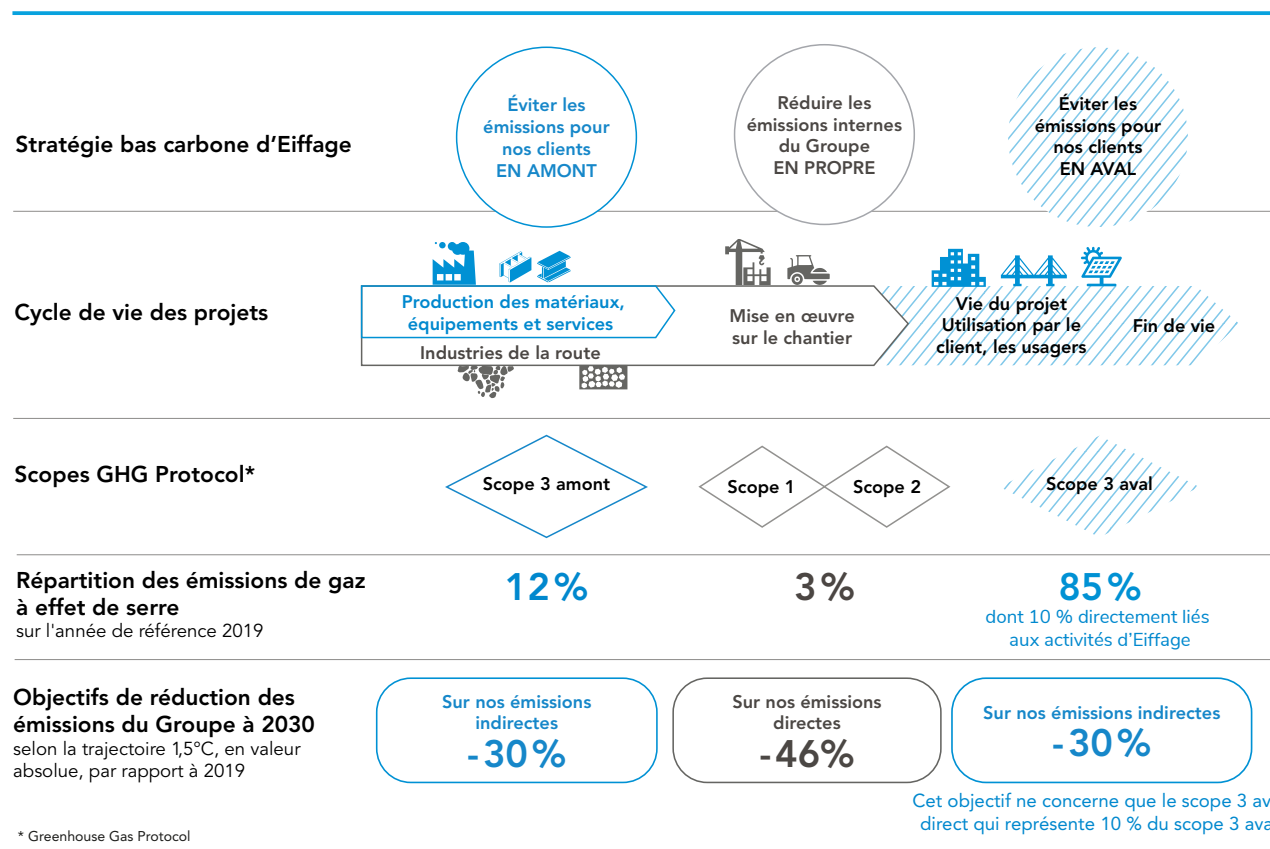 Stratégie bas carbone d'Eiffage
Éviter les
émissions pour
nos clients
EN AMONT
Réduire les
émissions internes
du Groupe
EN PROPRE
Éviter les
émissions pour
nos clients
EN AVAL
Cycle de vie des projets
Production des matériaux,
équipements et services
Industries de la route
Mise en œuvre
sur le chantier
Vie du projet
Utilisation par le
client, les usagers
Fin de vie
Scopes GHG Protocol*
Scope 3 amont
Scope 1
Scope 2
Scope 3 aval
Répartition des émissions de gaz
à effet de serre
sur l'année de référence 2019
12 %
3 %
85 %
dont 10 % directement liés
aux activités d'Eiffage
Objectifs de réduction des
émissions du Groupe à 2030
selon la trajectoire 1,5°C, en valeur
absolue, par rapport à 2019
Sur nos émissions
indirectes
-30 %
Sur nos émissions
directes
-46 %
Sur nos émissions indirectes
-30 %
Cet objectif ne concerne que le scope 3
direct qui représente 10 % du scope 3
* Greenhouse Gas Protocol